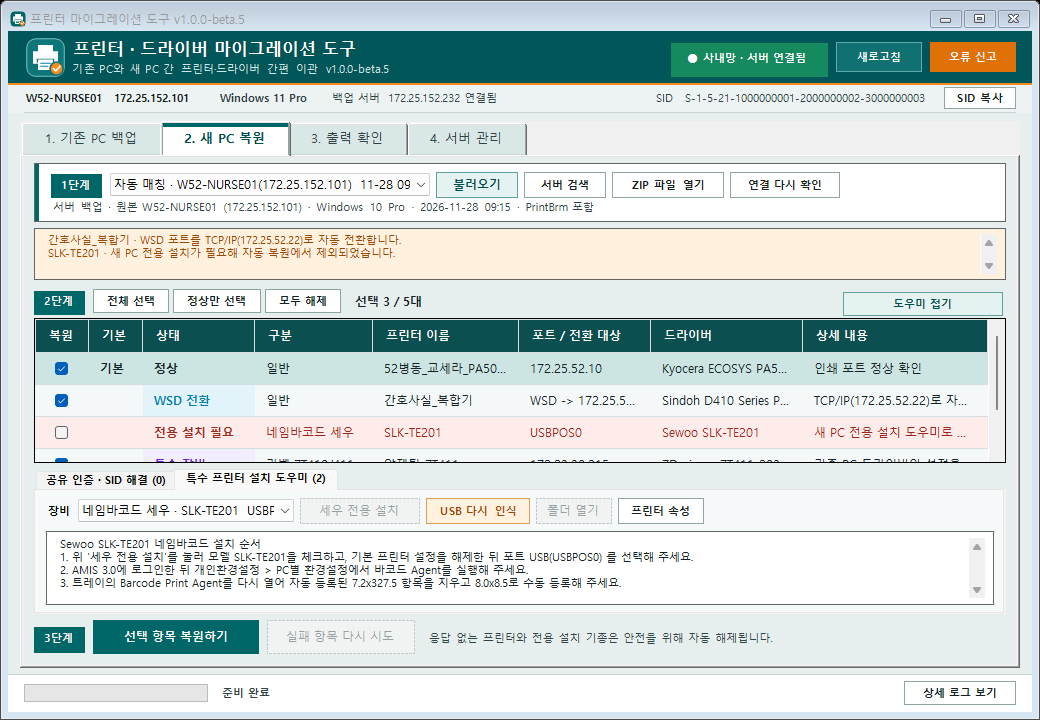 프린터 마이그레이션 도구 v1.0.0-beta.5
프린터 · 드라이버 마이그레이션 도구
기존 PC와 새 PC 간 프린터·드라이버 간편 이관 v1.0.0-beta.5
● 사내망 · 서버 연결됨
새로고침
오류 신고
W52-NURSE01 172.25.152.101 Windows 11 Pro 백업 서버 172.25.152.232 연결됨 SID S-1-5-21-1000000001-2000000002-3000000003 SID 복사
1. 기존 PC 백업 2. 새 PC 복원 3. 출력 확인 4. 서버 관리
1단계 자동 매칭 · W52-NURSE01(172.25.152.101) 11-28 09 불러오기 서버 검색 ZIP 파일 열기 연결 다시 확인
서버 백업 · 원본 W52-NURSE01 (172.25.152.101) · Windows 10 Pro · 2026-11-28 09:15 · PrintBrm 포함
간호사실_복합기 · WSD 포트를 TCP/IP(172.25.52.22)로 자동 전환합니다.
SLK-TE201 · 새 PC 전용 설치가 필요해 자동 복원에서 제외되었습니다.
2단계 전체 선택 정상만 선택 모두 해제 선택 3 / 5대 도우미 접기
복원 기본 상태 구분 프린터 이름 포트 / 전환 대상 드라이버 상세 내용
기본 정상 일반 52병동_교세라_PA50... 172.25.52.10 Kyocera ECOSYS PA5... 인쇄 포트 정상 확인
WSD 전환 일반 간호사실_복합기 WSD -> 172.25.5... Sindoh D410 Series P... TCP/IP(172.25.52.22)로 자...
전용 설치 필요 네임바코드 세우 SLK-TE201 USBPOS0 Sewoo SLK-TE201 새 PC 전용 설치 도우미로 ...
공유 인증 · SID 해결 (0) 특수 프린터 설치 도우미 (2)
장비 네임바코드 세우 · SLK-TE201 USBF 세우 전용 설치 USB 다시 인식 폴더 열기 프린터 속성
Sewoo SLK-TE201 네임바코드 설치 순서
1. 위 '세우 전용 설치'를 눌러 모델 SLK-TE201을 체크하고, 기본 프린터 설정을 해제한 뒤 포트 USB(USBPOS0) 를 선택해 주세요.
2. AMIS 3.0에 로그인한 뒤 개인환경설정 > PC별 환경설정에서 바코드 Agent를 실행해 주세요.
3. 트레이의 Barcode Print Agent를 다시 열어 자동 등록된 7.2x327.5 항목을 지우고 8.0x8.5로 수동 등록해 주세요.
3단계 선택 항목 복원하기 실패 항목 다시 시도 응답 없는 프린터와 전용 설치 기종은 안전을 위해 자동 해제됩니다.
준비 완료 상세 로그 보기